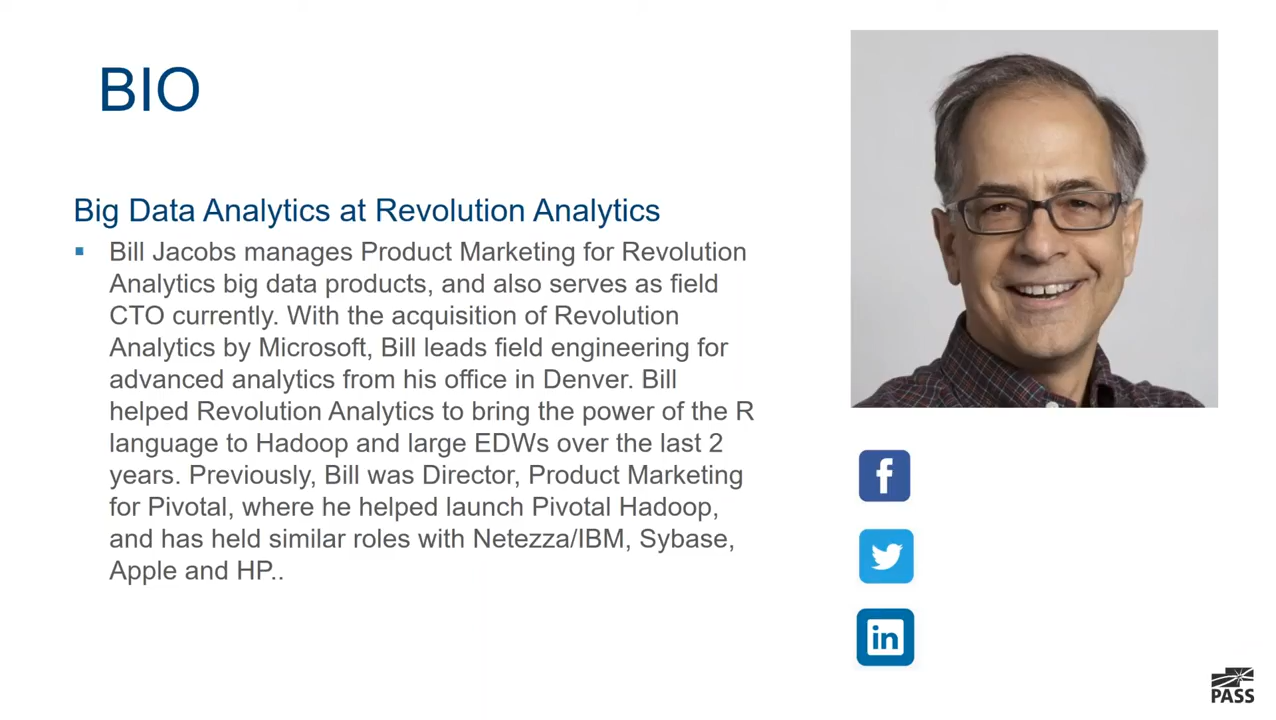 BIO
Big Data Analytics at Revolution Analytics
▪ Bill Jacobs manages Product Marketing for Revolution
Analytics big data products, and also serves as field
CTO currently. With the acquisition of Revolution
Analytics by Microsoft, Bill leads field engineering for
advanced analytics from his office in Denver. Bill
helped Revolution Analytics to bring the power of the R
language to Hadoop and large EDWs over the last 2
years. Previously, Bill was Director, Product Marketing
for Pivotal, where he helped launch Pivotal Hadoop,
and has held similar roles with Netezza/IBM, Sybase,
Apple and HP..
f
in
PASS